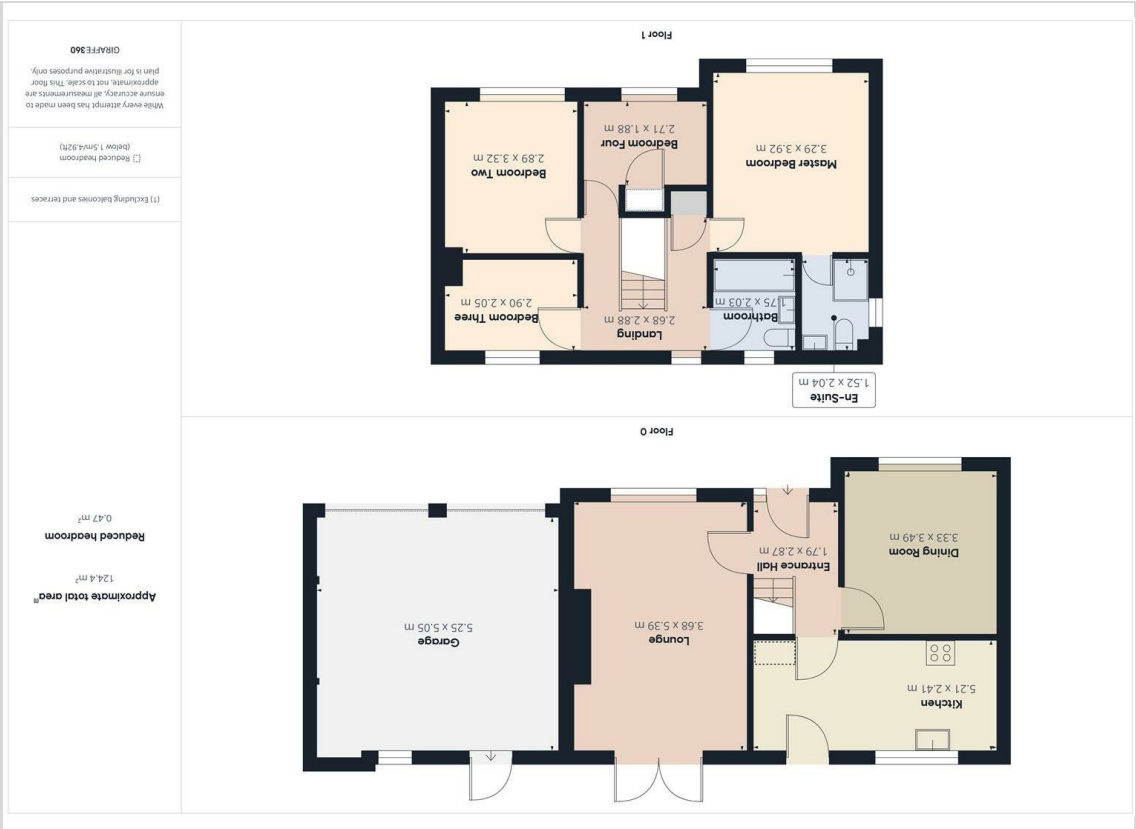 Kitchen
5.21 x 2.41 m
Dining Room
3.33 x 3.49 m
Entrance Hall
1.79 x 2.87 m
Lounge
3.68 x 5.39 m
Garage
5.25 x 5.05 m
Floor 0
Approximate total area⁽¹⁾
124.4 m²
Reduced headroom
0.47 m²
En-Suite
1.52 x 2.04 m
Bathroom
1.75 x 2.03 m
Landing
2.68 x 2.88 m
Bedroom Three
2.90 x 2.05 m
Master Bedroom
3.29 x 3.92 m
Bedroom Four
2.71 x 1.88 m
Bedroom Two
2.89 x 3.32 m
Floor 1
(1) Excluding balconies and terraces
Reduced headroom
(below 1.5m/4.92ft)
While every attempt has been made to
ensure accuracy, all measurements are
approximate, not to scale. This floor
plan is for illustrative purposes only.
GIRAFFE360